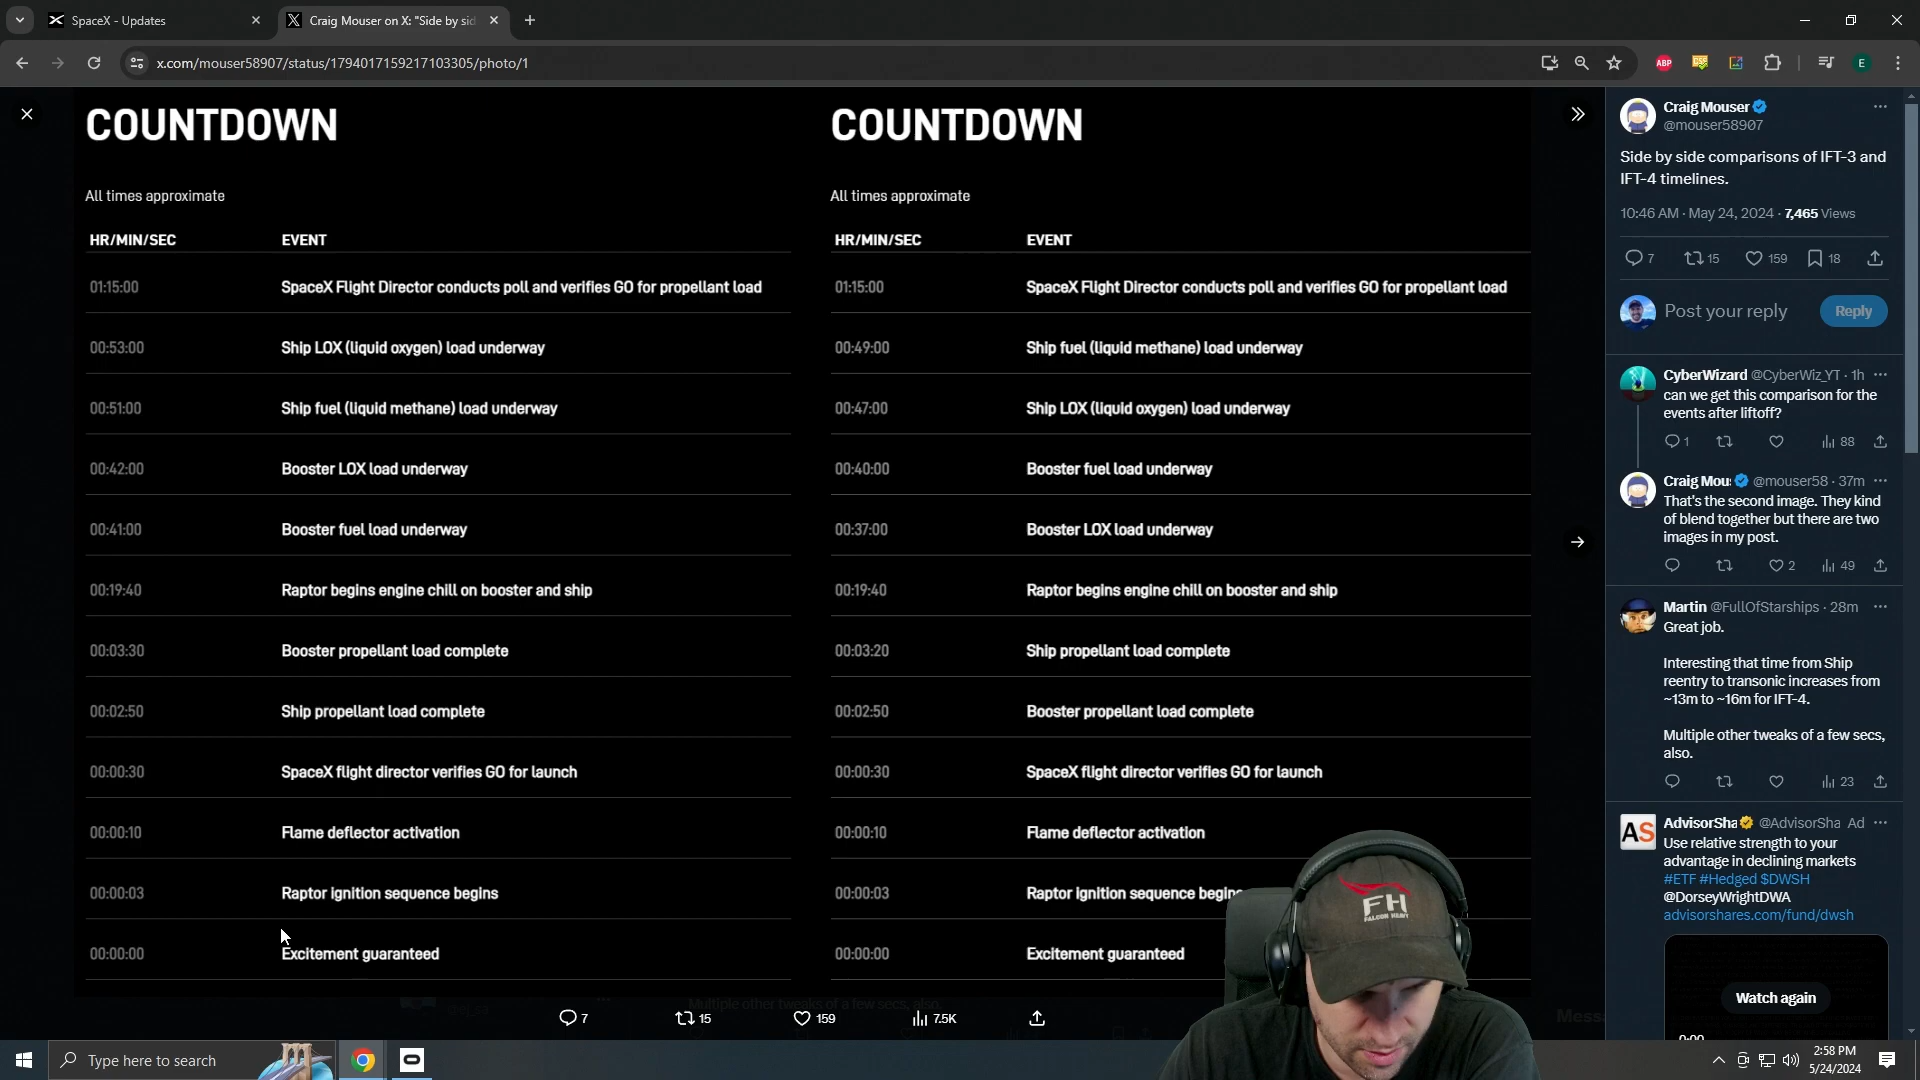 SpaceX - Updates
Craig Mouser on X: "Side by sid
x.com/mouser58907/status/1794017159217103305/photo/1
ABP
E
COUNTDOWN
All times approximate
HR/MIN/SEC EVENT
01:15:00 SpaceX Flight Director conducts poll and verifies GO for propellant load
00:53:00 Ship LOX (liquid oxygen) load underway
00:51:00 Ship fuel (liquid methane) load underway
00:42:00 Booster LOX load underway
00:41:00 Booster fuel load underway
00:19:40 Raptor begins engine chill on booster and ship
00:03:30 Booster propellant load complete
00:02:50 Ship propellant load complete
00:00:30 SpaceX flight director verifies GO for launch
00:00:10 Flame deflector activation
00:00:03 Raptor ignition sequence begins
00:00:00 Excitement guaranteed
COUNTDOWN
All times approximate
HR/MIN/SEC EVENT
01:15:00 SpaceX Flight Director conducts poll and verifies GO for propellant load
00:49:00 Ship fuel (liquid methane) load underway
00:47:00 Ship LOX (liquid oxygen) load underway
00:40:00 Booster fuel load underway
00:37:00 Booster LOX load underway
00:19:40 Raptor begins engine chill on booster and ship
00:03:20 Ship propellant load complete
00:02:50 Booster propellant load complete
00:00:30 SpaceX flight director verifies GO for launch
00:00:10 Flame deflector activation
00:00:03 Raptor ignition sequence begins
00:00:00 Excitement guaranteed
Multiple other tweaks of a few secs, also.
7 15 159 7.5K
Craig Mouser
@mouser58907
Side by side comparisons of IFT-3 and
IFT-4 timelines.
10:46 AM · May 24, 2024 · 7,465 Views
7 15 159 18
Post your reply
Reply
CyberWizard @CyberWiz_YT · 1h
can we get this comparison for the
events after liftoff?
1 88
Craig Mou @mouser58 · 37m
That's the second image. They kind
of blend together but there are two
images in my post.
2 49
Martin @FullOfStarships · 28m
Great job.
Interesting that time from Ship
reentry to transonic increases from
~13m to ~16m for IFT-4.
Multiple other tweaks of a few secs,
also.
23
AS
AdvisorSha @AdvisorSha Ad
Use relative strength to your
advantage in declining markets
#ETF #Hedged $DWSH
@DorseyWrightDWA
advisorshares.com/fund/dwsh
Watch again
0:00
FH
FALCON HEAVY
Type here to search
2:58 PM
5/24/2024